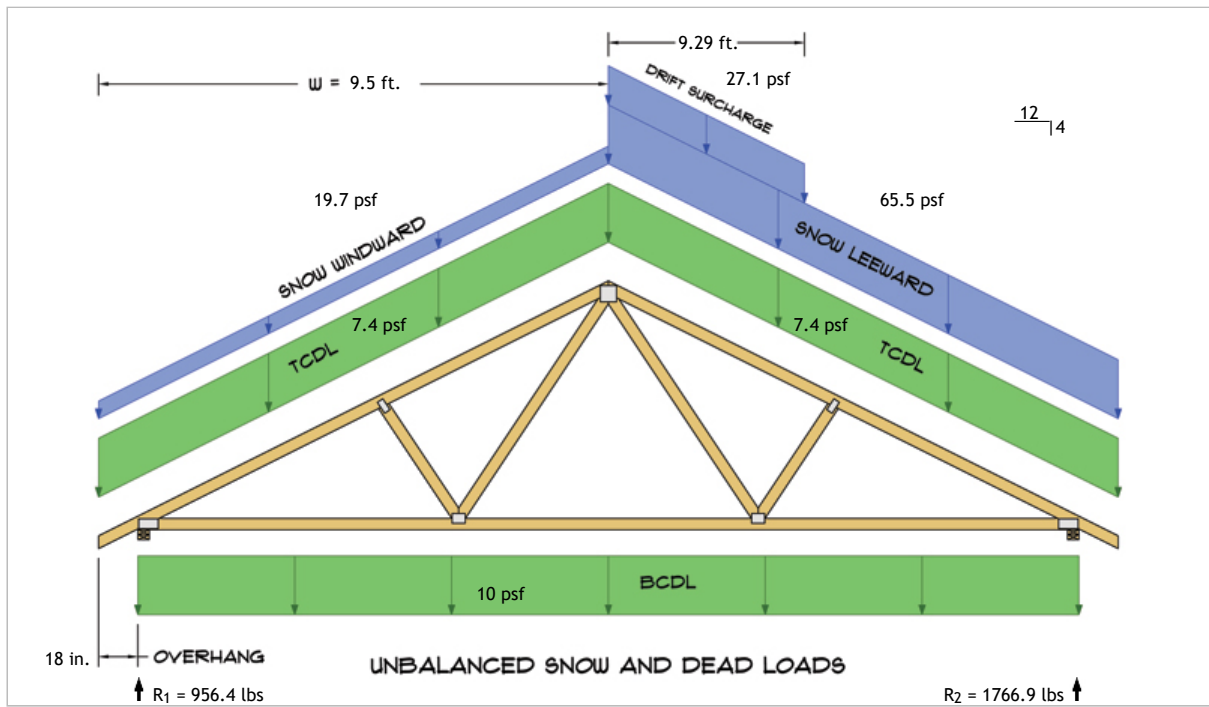 9.29 ft.
W = 9.5 ft.
DRIFT SURCHARGE
27.1 psf
12
4
19.7 psf
65.5 psf
SNOW WINDWARD
SNOW LEEWARD
7.4 psf
7.4 psf
TCDL
TCDL
10 psf
BCDL
18 in.
OVERHANG
UNBALANCED SNOW AND DEAD LOADS
R1 = 956.4 lbs
R2 = 1766.9 lbs